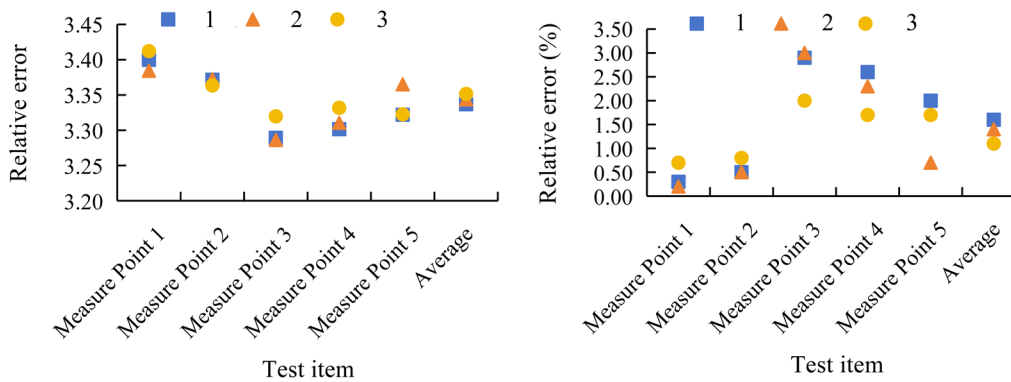 1 2 3
Relative error
3.45
3.40
3.35
3.30
3.25
3.20
Measure Point 1
Measure Point 2
Measure Point 3
Measure Point 4
Measure Point 5
Average
Test item
1 2 3
Relative error (%)
3.50
3.00
2.50
2.00
1.50
1.00
0.50
0.00
Measure Point 1
Measure Point 2
Measure Point 3
Measure Point 4
Measure Point 5
Average
Test item